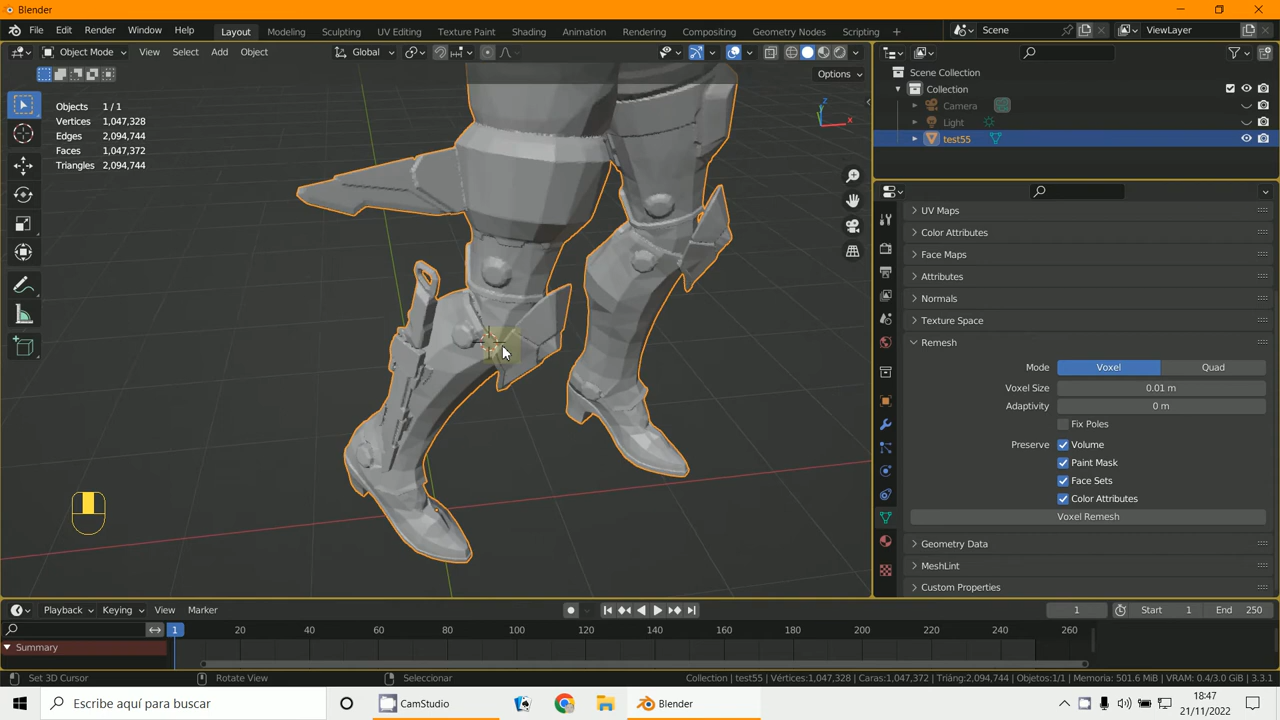 Blender
File Edit Render Window Help Layout Modeling Sculpting UV Editing Texture Paint Shading Animation Rendering Compositing Geometry Nodes Scripting Scene ViewLayer
Object Mode View Select Add Object Global
Options
Objects 1 / 1
Vertices 1,047,328
Edges 2,094,744
Faces 1,047,372
Triangles 2,094,744
Z
X
Scene Collection
Collection
Camera
Light
test55
UV Maps
Color Attributes
Face Maps
Attributes
Normals
Texture Space
Remesh
Mode Voxel Quad
Voxel Size 0.01 m
Adaptivity 0 m
Fix Poles
Preserve Volume
Paint Mask
Face Sets
Color Attributes
Voxel Remesh
Geometry Data
MeshLint
Custom Properties
Playback Keying View Marker 1 Start 1 End 250
1 20 40 60 80 100 120 140 160 180 200 220 240 260
Summary
Set 3D Cursor Rotate View Seleccionar Collection | test55 | Vértices:1,047,328 | Caras:1,047,372 | Triáng:2,094,744 | Objetos:1/1 | Memoria: 501.6 MiB | VRAM: 0.4/3.0 GiB | 3.3.1
Escribe aquí para buscar CamStudio Blender 18:47
21/11/2022